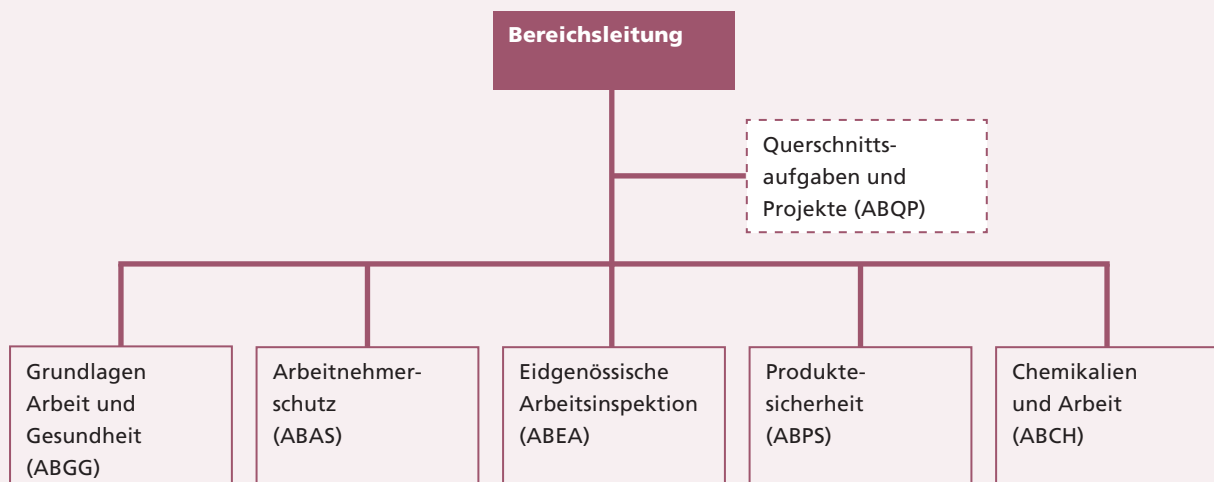 Bereichsleitung
Querschnitts-
aufgaben und
Projekte (ABQP)
Grundlagen
Arbeit und
Gesundheit
(ABGG)
Arbeitnehmer-
schutz
(ABAS)
Eidgenössische
Arbeitsinspektion
(ABEA)
Produkte-
sicherheit
(ABPS)
Chemikalien
und Arbeit
(ABCH)